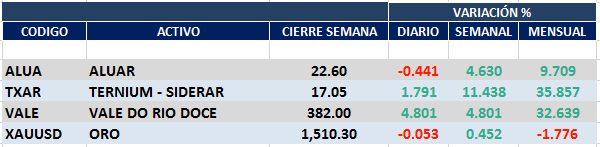 VARIACIÓN %
CODIGO ACTIVO CIERRE SEMANA DIARIO SEMANAL MENSUAL
ALUA ALUAR 22.60 -0.441 4.630 9.709
TXAR TERNIUM - SIDERAR 17.05 1.791 11.438 35.857
VALE VALE DO RIO DOCE 382.00 4.801 4.801 32.639
XAUUSD ORO 1,510.30 -0.053 0.452 -1.776